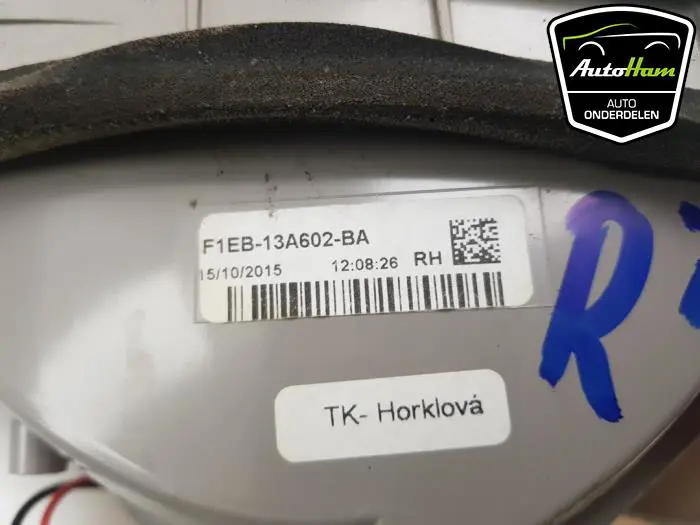 AutoHam
AUTO
ONDERDELEN
F1EB-13A602-BA
15/10/2015 12:08:26 RH
TK- Horklová